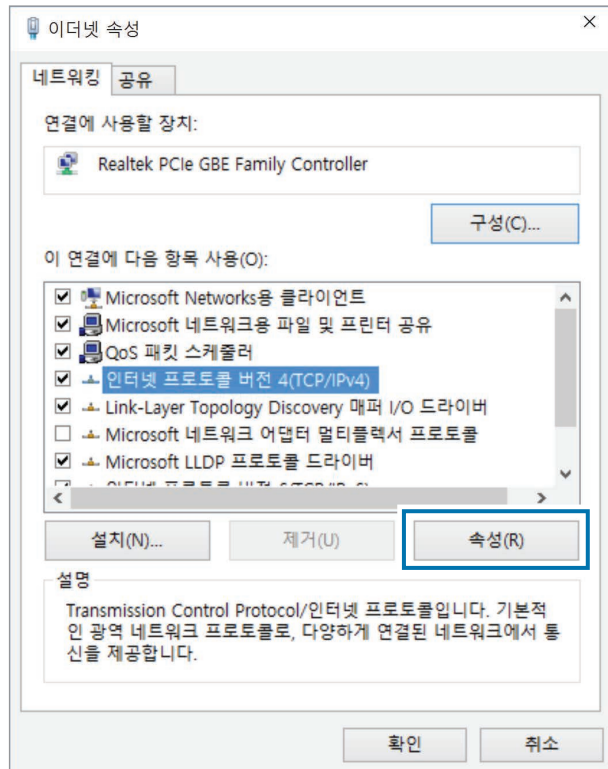 이더넷 속성
네트워킹 공유
연결에 사용할 장치:
Realtek PCIe GBE Family Controller
구성(C)...
이 연결에 다음 항목 사용(O):
Microsoft Networks용 클라이언트
Microsoft 네트워크용 파일 및 프린터 공유
QoS 패킷 스케줄러
인터넷 프로토콜 버전 4(TCP/IPv4)
Link-Layer Topology Discovery 매퍼 I/O 드라이버
Microsoft 네트워크 어댑터 멀티플렉서 프로토콜
Microsoft LLDP 프로토콜 드라이버
설치(N)... 제거(U) 속성(R)
설명
Transmission Control Protocol/인터넷 프로토콜입니다. 기본적
인 광역 네트워크 프로토콜로, 다양하게 연결된 네트워크에서 통
신을 제공합니다.
확인 취소